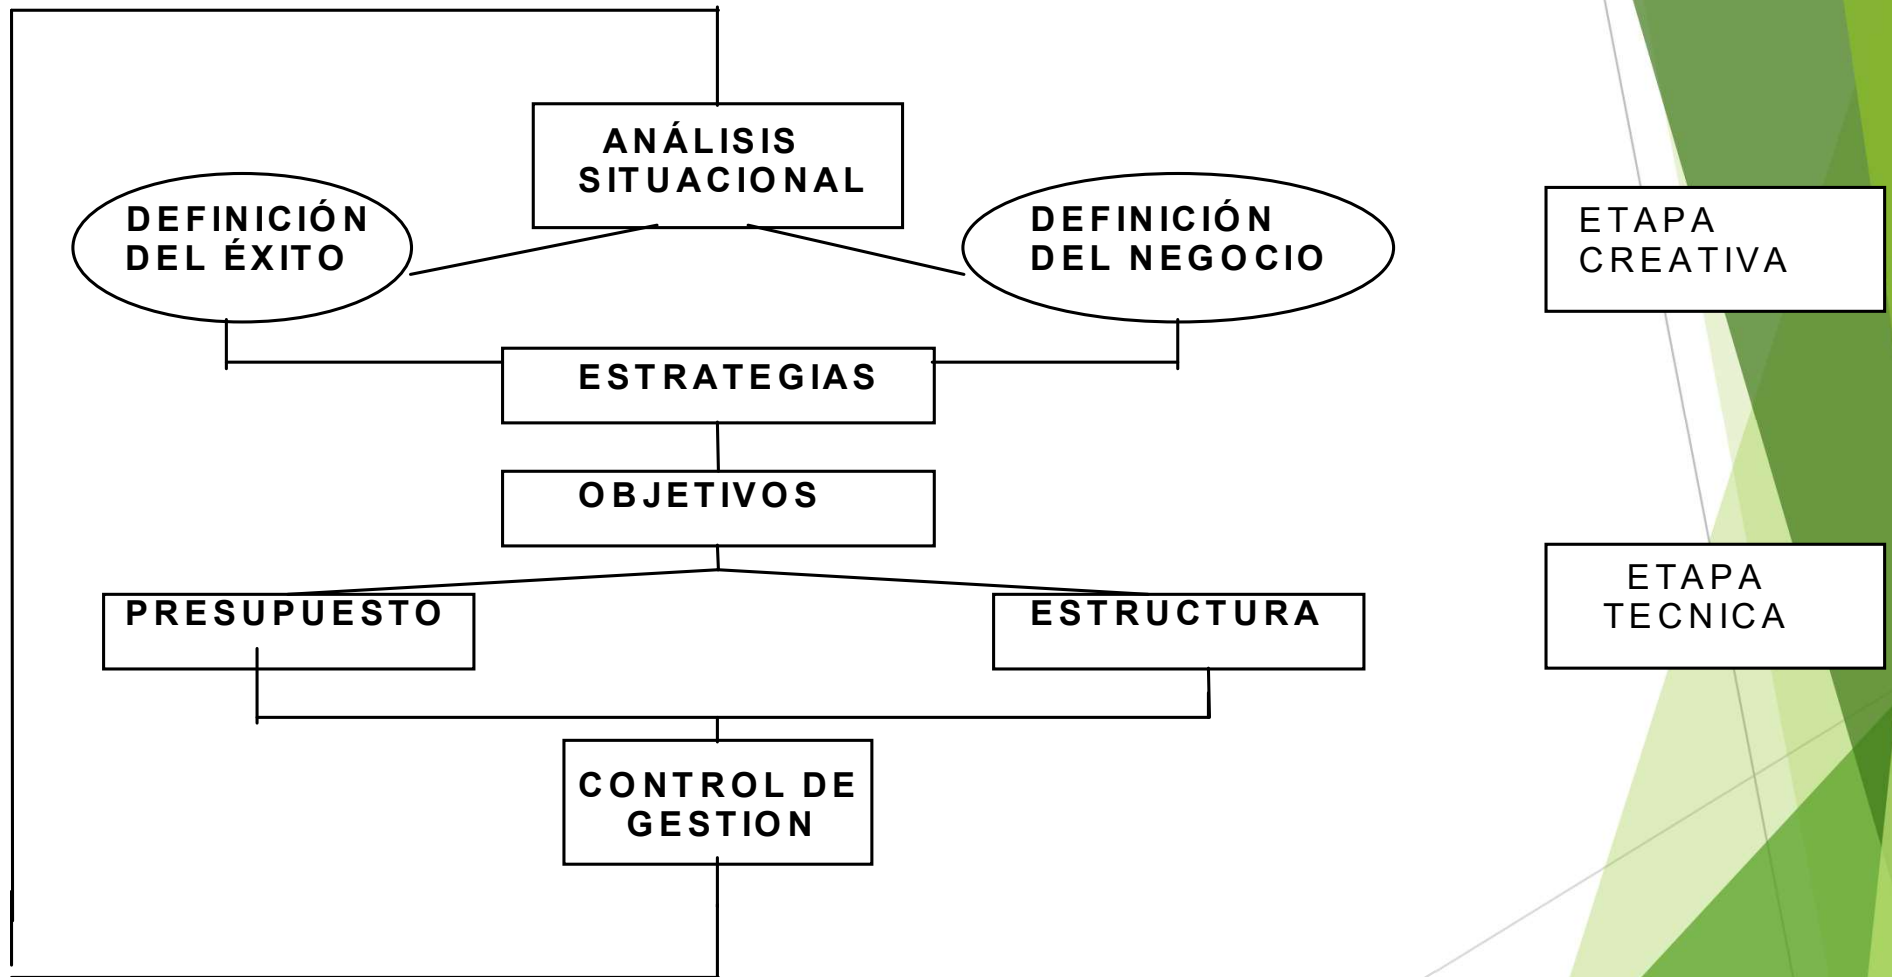 ANÁLISIS
SITUACIONAL
DEFINICIÓN
DEL ÉXITO
DEFINICIÓN
DEL NEGOCIO
ETAPA
CREATIVA
ESTRATEGIAS
OBJETIVOS
PRESUPUESTO
ESTRUCTURA
ETAPA
TECNICA
CONTROL DE
GESTION